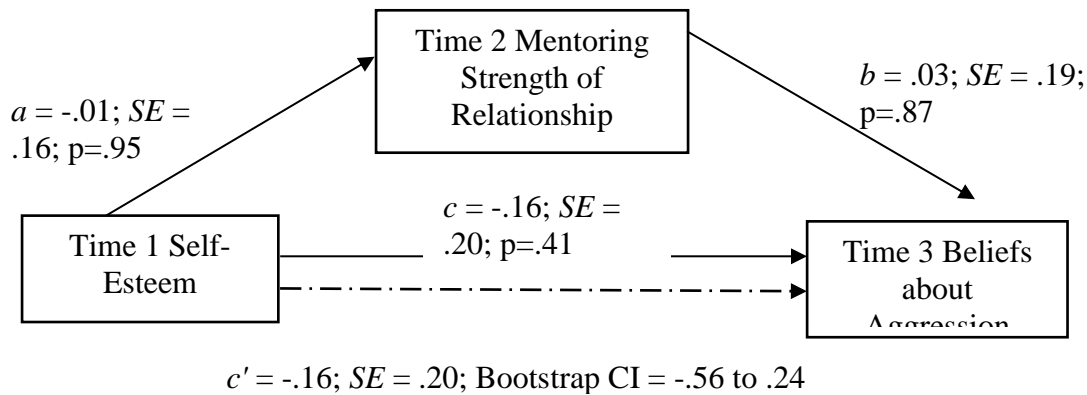 Time 2 Mentoring
Strength of
Relationship
a = -.01; SE =
.16; p=.95
b = .03; SE = .19;
p=.87
c = -.16; SE =
.20; p=.41
Time 1 Self-
Esteem
Time 3 Beliefs
about
Aggression
c' = -.16; SE = .20; Bootstrap CI = -.56 to .24